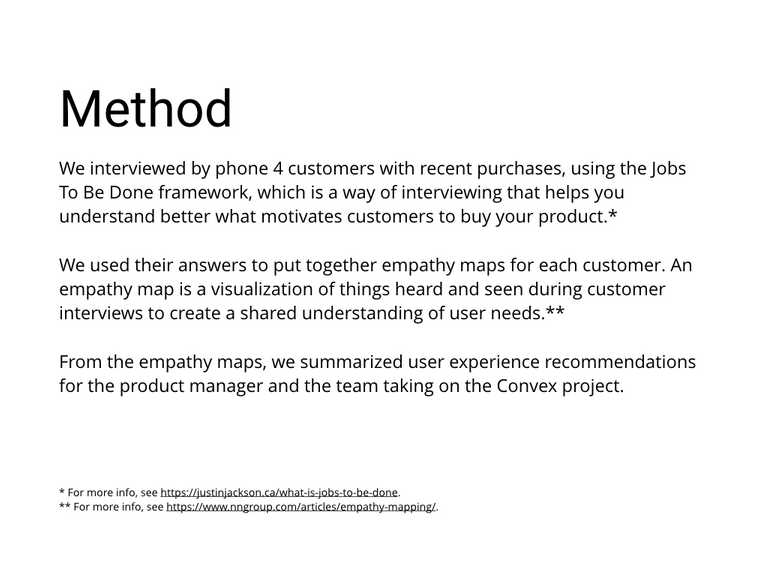 Method
We interviewed by phone 4 customers with recent purchases, using the Jobs
To Be Done framework, which is a way of interviewing that helps you
understand better what motivates customers to buy your product.*
We used their answers to put together empathy maps for each customer. An
empathy map is a visualization of things heard and seen during customer
interviews to create a shared understanding of user needs.**
From the empathy maps, we summarized user experience recommendations
for the product manager and the team taking on the Convex project.
* For more info, see https://justinjackson.ca/what-is-jobs-to-be-done.
** For more info, see https://www.nngroup.com/articles/empathy-mapping/.